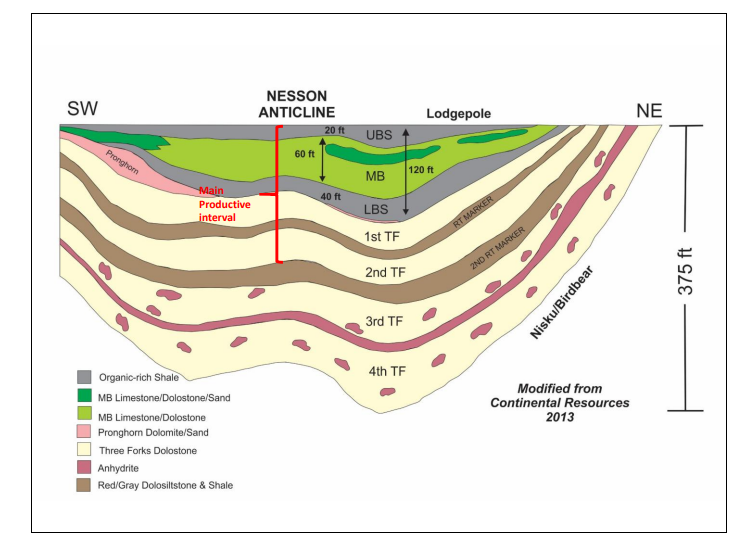 SW
NESSON
ANTICLINE
Lodgepole
NE
20 ft
UBS
60 ft
120 ft
MB
Pronghorn
40 ft
LBS
Main
Productive
interval
RT MARKER
1st TF
2ND RT MARKER
2nd TF
375 ft
Nisku/Birdbear
3rd TF
4th TF
Organic-rich Shale
MB Limestone/Dolostone/Sand
MB Limestone/Dolostone
Pronghorn Dolomite/Sand
Three Forks Dolostone
Anhydrite
Red/Gray Dolosiltstone & Shale
Modified from
Continental Resources
2013